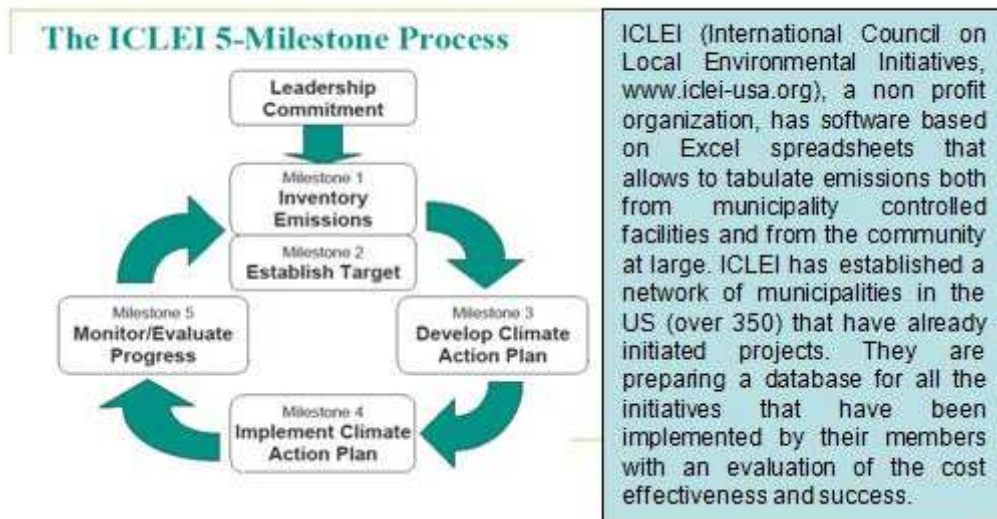 The ICLEI 5-Milestone Process
Leadership
Commitment
Milestone 1
Inventory
Emissions
Milestone 2
Establish Target
Milestone 3
Develop Climate
Action Plan
Milestone 4
Implement Climate
Action Plan
Milestone 5
Monitor/Evaluate
Progress
ICLEI (International Council on
Local Environmental Initiatives,
www.iclei-usa.org), a non profit
organization, has software based
on Excel spreadsheets that
allows to tabulate emissions both
from municipality controlled
facilities and from the community
at large. ICLEI has established a
network of municipalities in the
US (over 350) that have already
initiated projects. They are
preparing a database for all the
initiatives that have been
implemented by their members
with an evaluation of the cost
effectiveness and success.